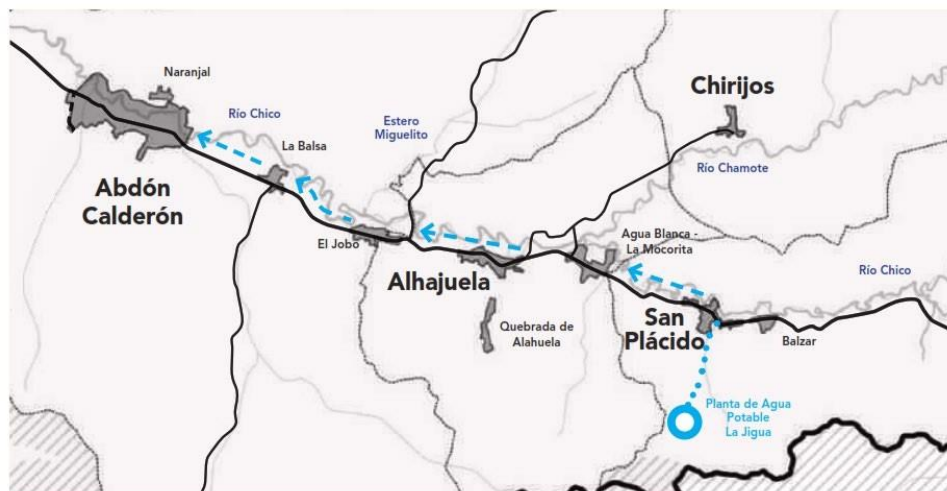 Naranjal
Chirijos
Río Chico
Estero
Miguelito
La Balsa
Río Chamote
Abdón
Calderón
El Jobo
Agua Blanca -
La Mocorita
Alhajuela
Río Chico
San
Plácido
Quebrada de
Alahuela
Balzar
Planta de Agua
Potable
La Jigua